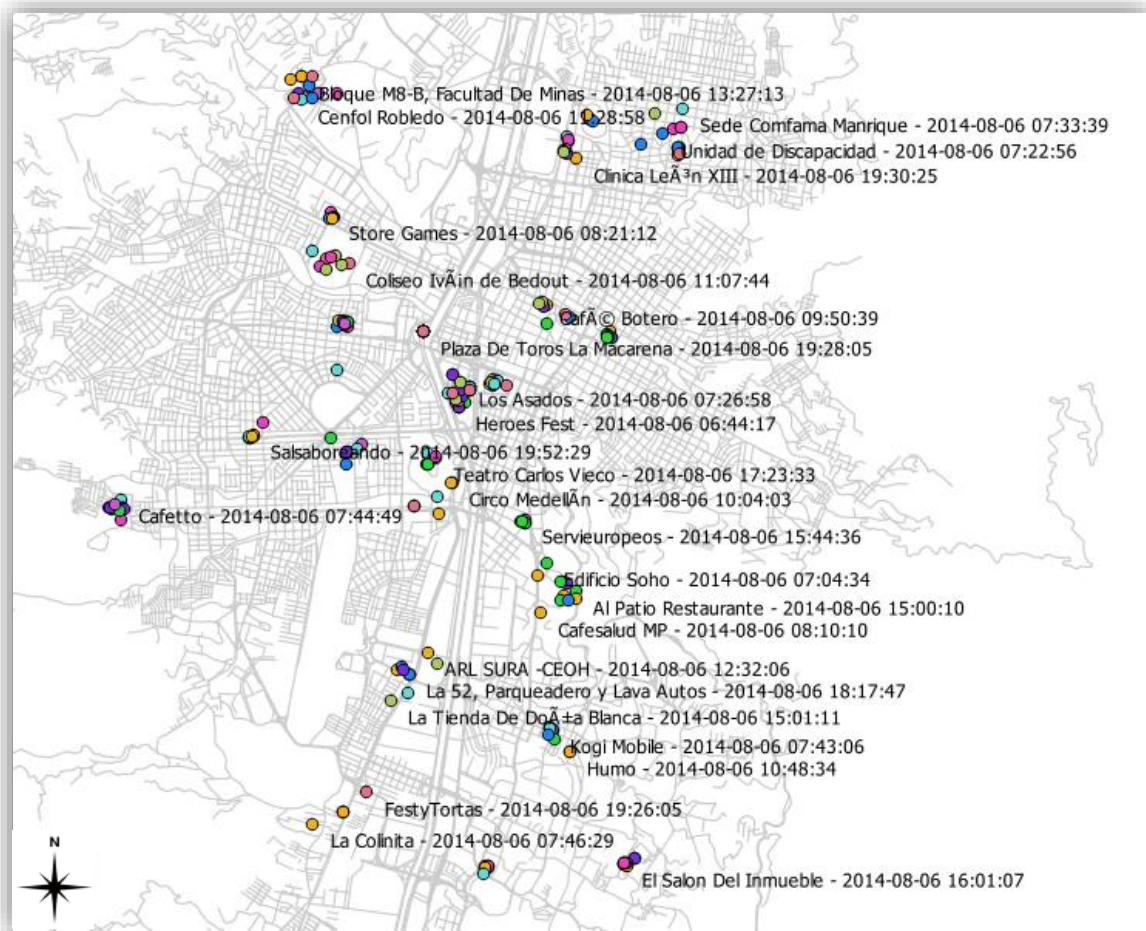 Bloque M8-B, Facultad De Minas - 2014-08-06 13:27:13
Cenfol Robledo - 2014-08-06 11:28:58
Sede Comfama Manrique - 2014-08-06 07:33:39
Unidad de Discapacidad - 2014-08-06 07:22:56
Clinica LeÃ³n XIII - 2014-08-06 19:30:25
Store Games - 2014-08-06 08:21:12
Coliseo IvÃin de Bedout - 2014-08-06 11:07:44
CafÃ© Botero - 2014-08-06 09:50:39
Plaza De Toros La Macarena - 2014-08-06 19:28:05
Los Asados - 2014-08-06 07:26:58
Heroes Fest - 2014-08-06 06:44:17
Salsaboreando - 2014-08-06 19:52:29
Teatro Carlos Vieco - 2014-08-06 17:23:33
Circo MedellÃn - 2014-08-06 10:04:03
Cafetto - 2014-08-06 07:44:49
Servieuropeos - 2014-08-06 15:44:36
Edificio Soho - 2014-08-06 07:04:34
Al Patio Restaurante - 2014-08-06 15:00:10
Cafesalud MP - 2014-08-06 08:10:10
ARL SURA -CEOH - 2014-08-06 12:32:06
La 52, Parqueadero y Lava Autos - 2014-08-06 18:17:47
La Tienda De DoÃ±a Blanca - 2014-08-06 15:01:11
Kogi Mobile - 2014-08-06 07:43:06
Humo - 2014-08-06 10:48:34
FestyTortas - 2014-08-06 19:26:05
La Colinita - 2014-08-06 07:46:29
El Salon Del Inmueble - 2014-08-06 16:01:07
N